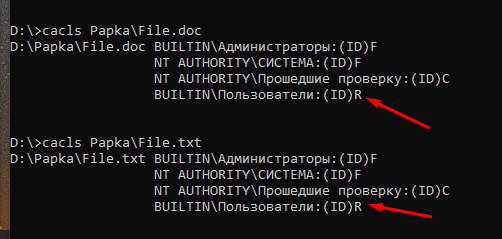 D:\>cacls Papka\File.doc
D:\Papka\File.doc BUILTIN\Администраторы:(ID)F
NT AUTHORITY\СИСТЕМА:(ID)F
NT AUTHORITY\Прошедшие проверку:(ID)C
BUILTIN\Пользователи:(ID)R
D:\>cacls Papka\File.txt
D:\Papka\File.txt BUILTIN\Администраторы:(ID)F
NT AUTHORITY\СИСТЕМА:(ID)F
NT AUTHORITY\Прошедшие проверку:(ID)C
BUILTIN\Пользователи:(ID)R